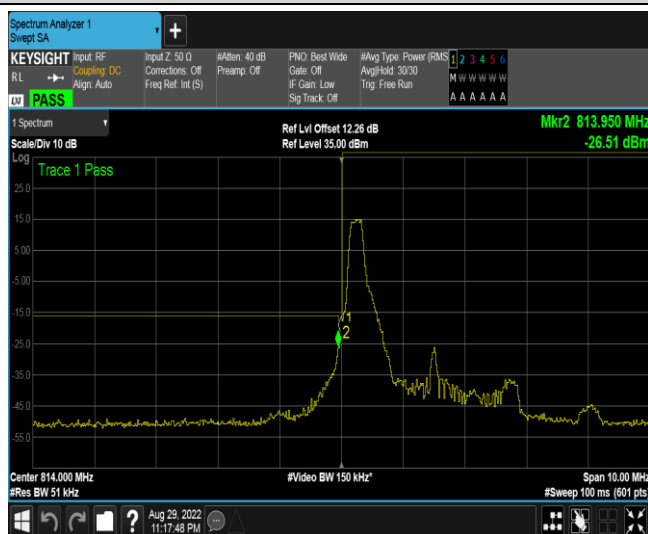 Spectrum Analyzer 1
Swept SA
+
KEYSIGHT
RL
LXI PASS
Input: RF
Coupling: DC
Align: Auto
Input Z: 50 Ω
Corrections: Off
Freq Ref: Int (S)
#Atten: 40 dB
Preamp: Off
PNO: Best Wide
Gate: Off
IF Gain: Low
Sig Track: Off
#Avg Type: Power (RMS
Avg|Hold: 30/30
Trig: Free Run
1 2 3 4 5 6
M W W W W W
A A A A A A
1 Spectrum
Scale/Div 10 dB
Ref Lvl Offset 12.26 dB
Ref Level 35.00 dBm
Mkr2 813.950 MHz
-26.51 dBm
Log
Trace 1 Pass
25.0
15.0
5.00
-5.00
-15.0
-25.0
-35.0
-45.0
-55.0
1
2
Center 814.000 MHz
#Res BW 51 kHz
#Video BW 150 kHz*
Span 10.00 MHz
#Sweep 100 ms (601 pts)
?
Aug 29, 2022
11:17:48 PM